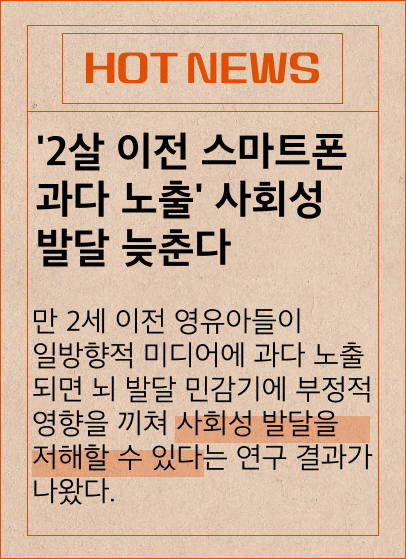 HOT NEWS
'2살 이전 스마트폰
과다 노출' 사회성
발달 늦춘다
만 2세 이전 영유아들이
일방향적 미디어에 과다 노출
되면 뇌 발달 민감기에 부정적
영향을 끼쳐 사회성 발달을
저해할 수 있다는 연구 결과가
나왔다.